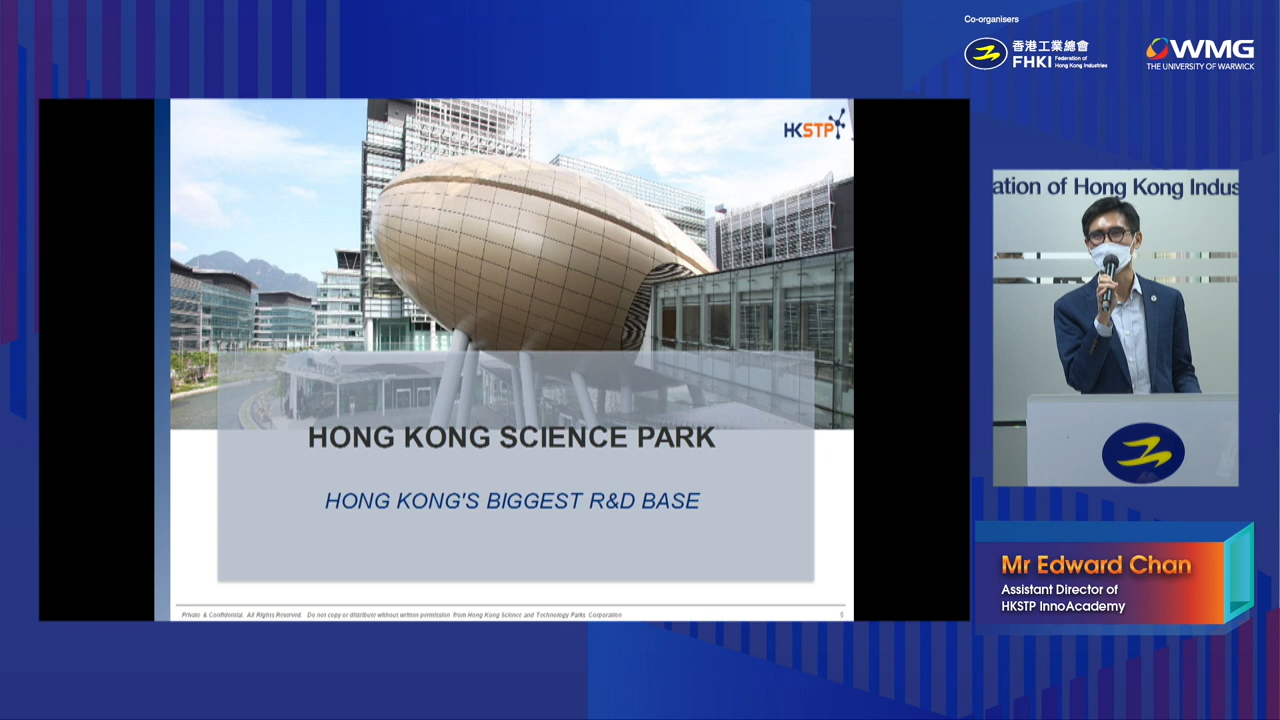 Co-organisers
香港工業總會
FHKI Federation of
Hong Kong Industries
WMG
THE UNIVERSITY OF WARWICK
HKSTP
ation of Hong Kong Indus
HONG KONG SCIENCE PARK
HONG KONG'S BIGGEST R&D BASE
Mr Edward Chan
Assistant Director of
HKSTP InnoAcademy
Private & Confidential. All Rights Reserved. Do not copy or distribute without written permission from Hong Kong Science and Technology Parks Corporation
6